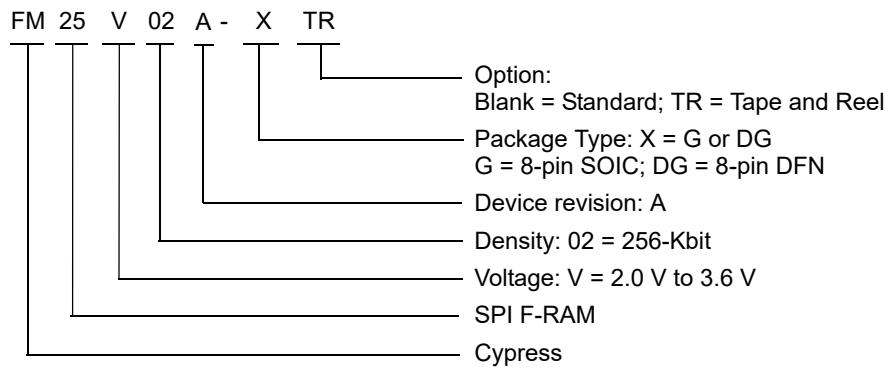 FM 25 V 02 A - X TR
Option:
Blank = Standard; TR = Tape and Reel
Package Type: X = G or DG
G = 8-pin SOIC; DG = 8-pin DFN
Device revision: A
Density: 02 = 256-Kbit
Voltage: V = 2.0 V to 3.6 V
SPI F-RAM
Cypress